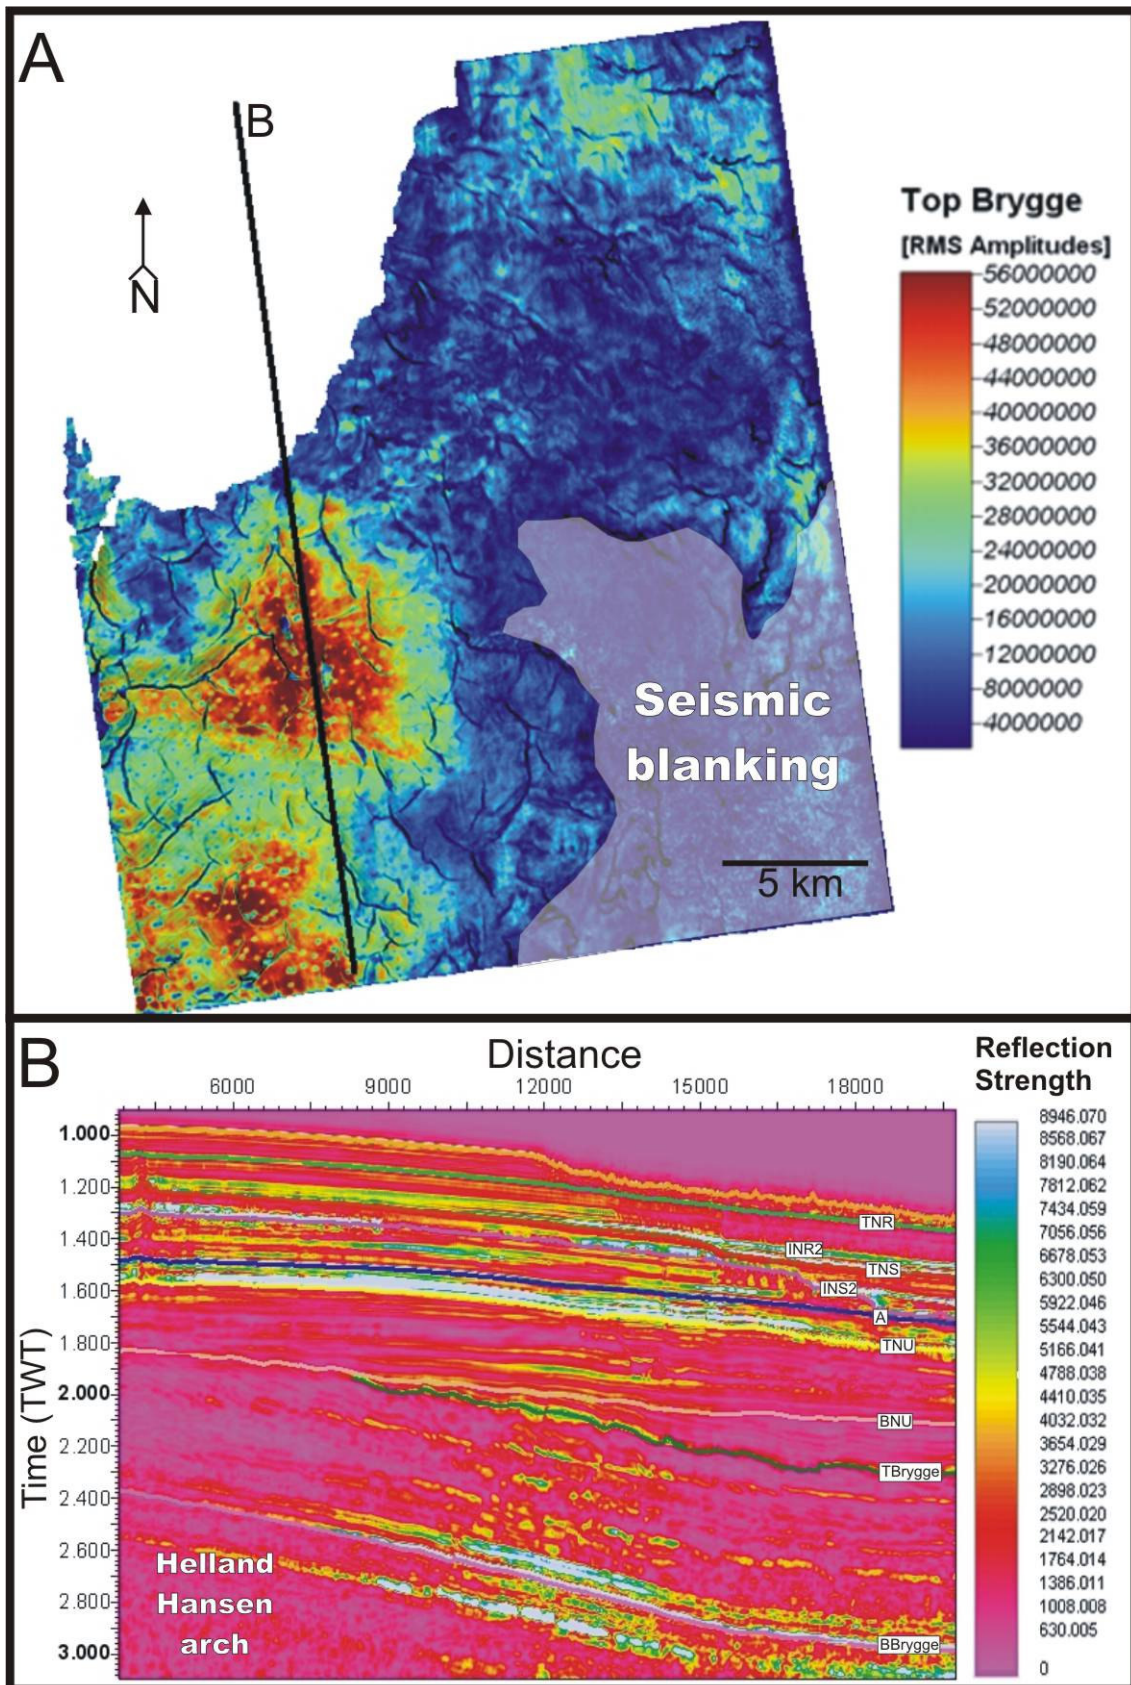 A
B
N
Top Brygge
[RMS Amplitudes]
56000000
52000000
48000000
44000000
40000000
36000000
32000000
28000000
24000000
20000000
16000000
12000000
8000000
4000000
Seismic
blanking
5 km
B
Distance
6000 9000 12000 15000 18000
Time (TWT)
1.000
1.200
1.400
1.600
1.800
2.000
2.200
2.400
2.600
2.800
3.000
TNR
INR2
TNS
INS2
A
TNU
BNU
TBrygge
BBrygge
Helland
Hansen
arch
Reflection
Strength
8946.070
8568.067
8190.064
7812.062
7434.059
7056.056
6678.053
6300.050
5922.046
5544.043
5166.041
4788.038
4410.035
4032.032
3654.029
3276.026
2898.023
2520.020
2142.017
1764.014
1386.011
1008.008
630.005
0